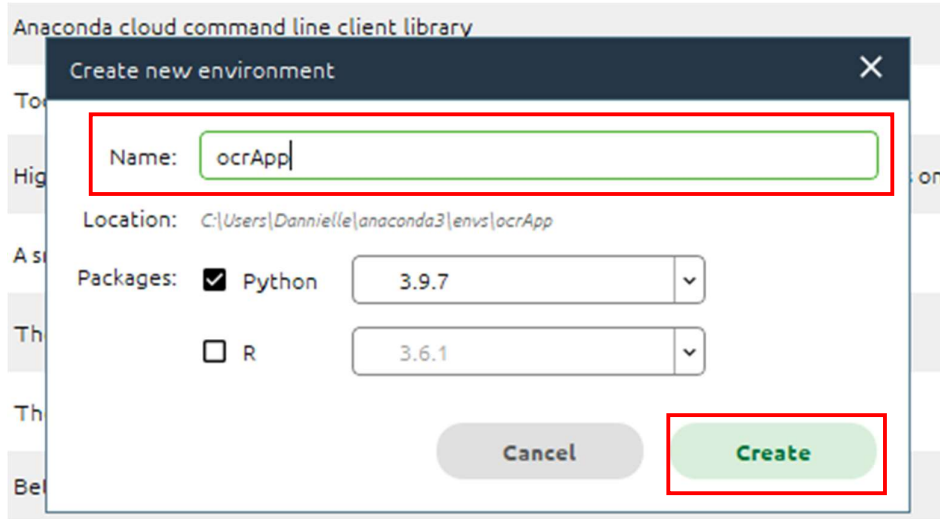 Anaconda cloud command line client library
Create new environment
Name: ocrApp
Location: C:\Users\Dannielle\anaconda3\envs\ocrApp
Packages: Python 3.9.7
R 3.6.1
Cancel Create